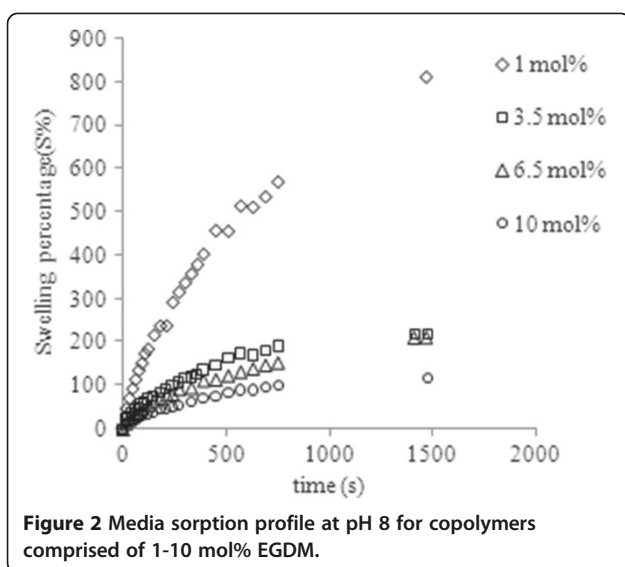 900
800
700
600
500
400
300
200
100
0
Swelling percentage(S%)
0 500 1000 1500 2000
time (s)
1 mol%
3.5 mol%
6.5 mol%
10 mol%
Figure 2 Media sorption profile at pH 8 for copolymers
comprised of 1-10 mol% EGDM.